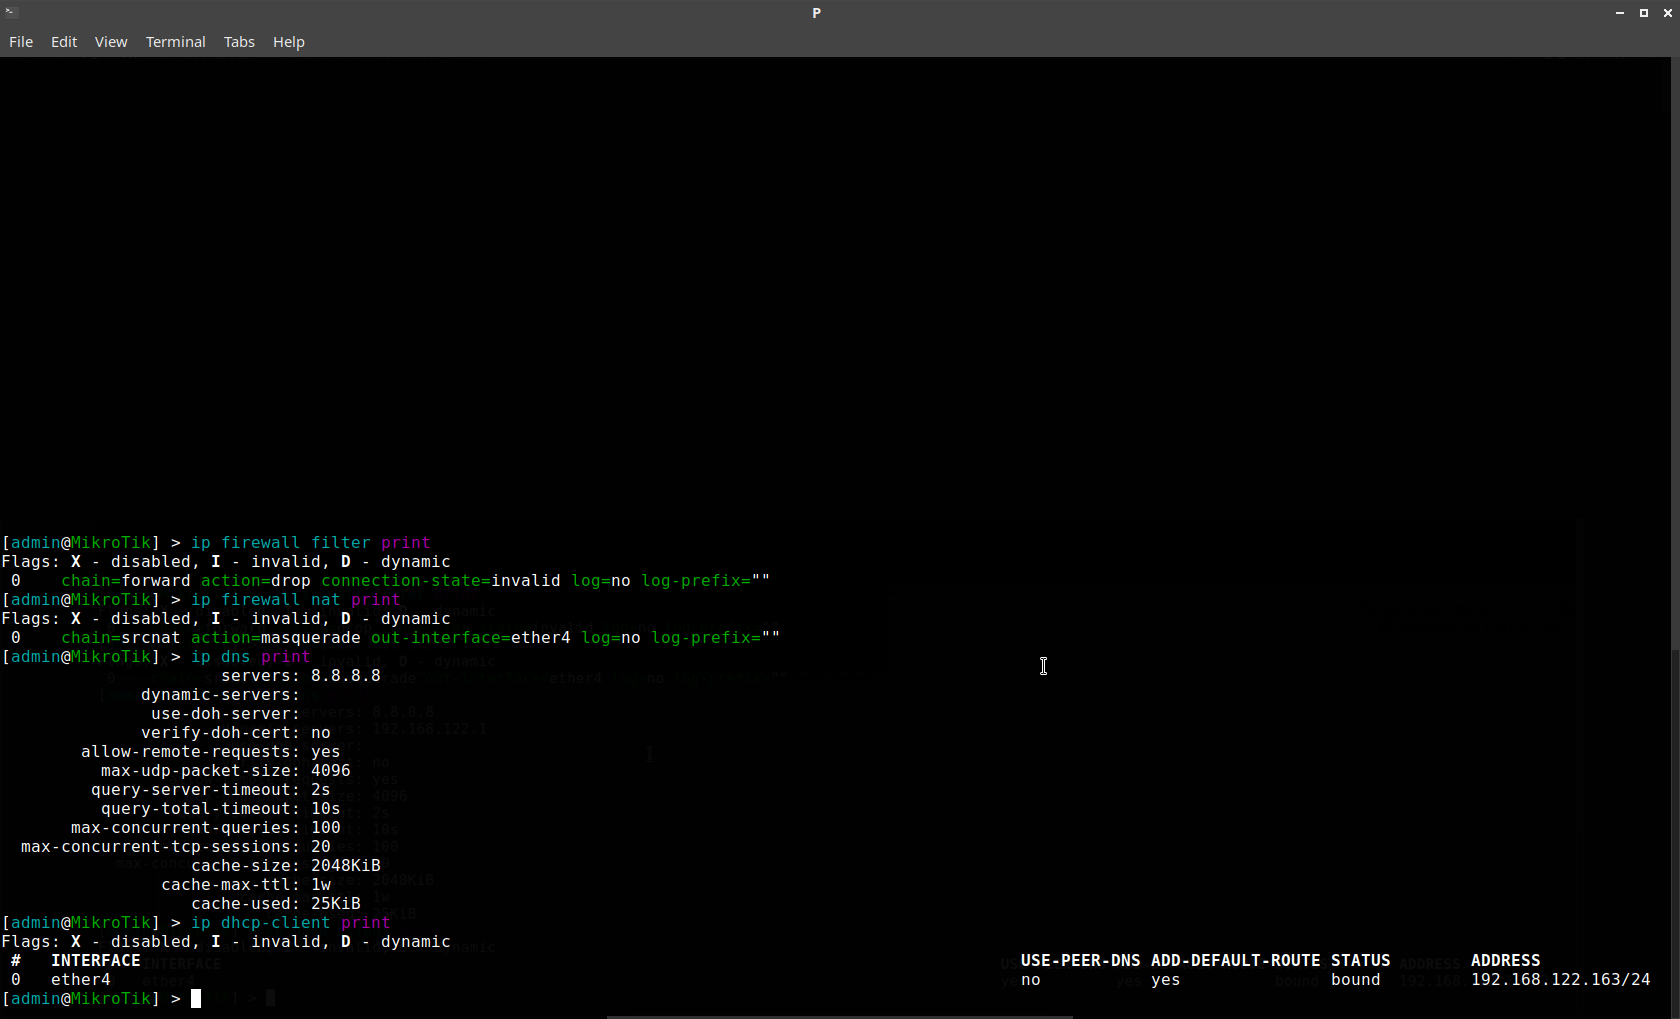 P
File Edit View Terminal Tabs Help
[admin@MikroTik] > ip firewall filter print
Flags: X - disabled, I - invalid, D - dynamic
 0    chain=forward action=drop connection-state=invalid log=no log-prefix=""
[admin@MikroTik] > ip firewall nat print
Flags: X - disabled, I - invalid, D - dynamic
 0    chain=srcnat action=masquerade out-interface=ether4 log=no log-prefix=""
[admin@MikroTik] > ip dns print
                      servers: 8.8.8.8
              dynamic-servers:
               use-doh-server:
              verify-doh-cert: no
        allow-remote-requests: yes
          max-udp-packet-size: 4096
         query-server-timeout: 2s
          query-total-timeout: 10s
       max-concurrent-queries: 100
  max-concurrent-tcp-sessions: 20
                   cache-size: 2048KiB
                cache-max-ttl: 1w
                   cache-used: 25KiB
[admin@MikroTik] > ip dhcp-client print
Flags: X - disabled, I - invalid, D - dynamic
 #   INTERFACE USE-PEER-DNS ADD-DEFAULT-ROUTE STATUS ADDRESS
 0   ether4 no yes bound 192.168.122.163/24
[admin@MikroTik] >